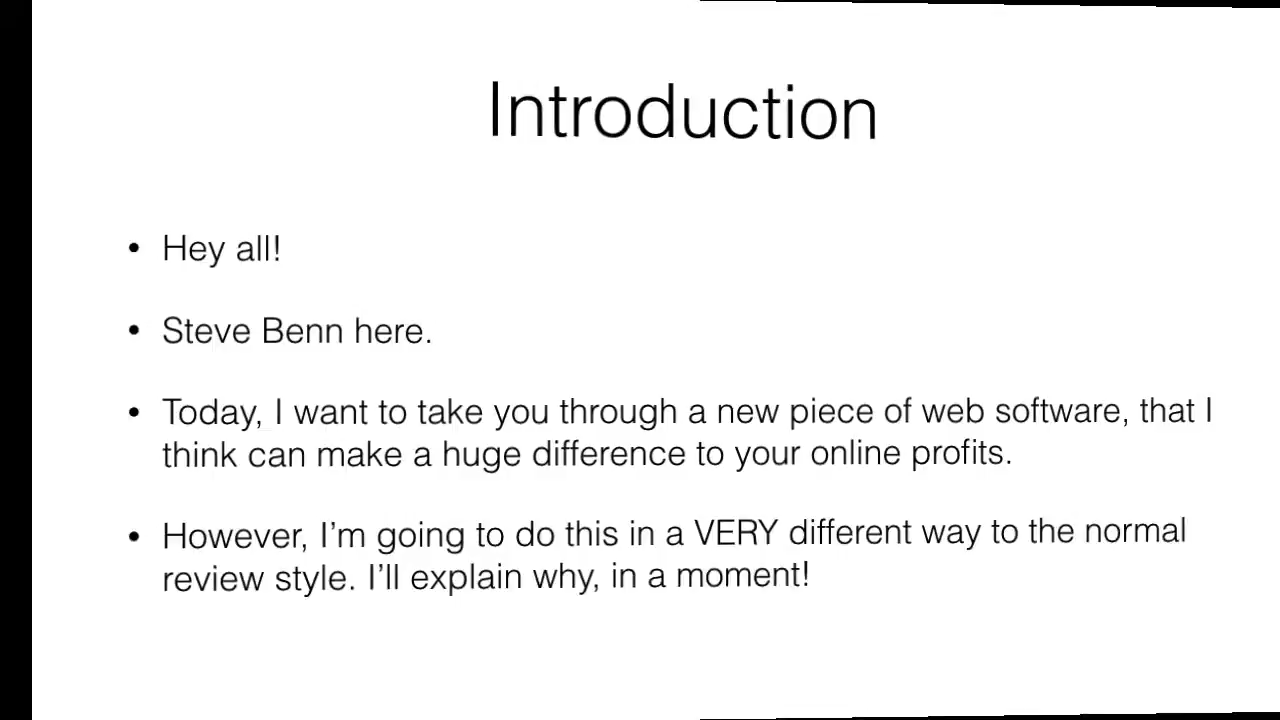 Introduction
• Hey all!
• Steve Benn here.
• Today, I want to take you through a new piece of web software, that I
think can make a huge difference to your online profits.
• However, I'm going to do this in a VERY different way to the normal
review style. I'll explain why, in a moment!